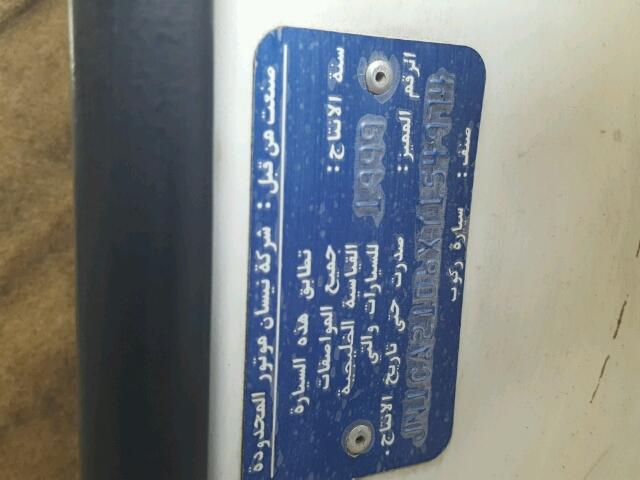 صنعت من قبل : شركة نيسان موتور المحدودة
سنة الانتاج : 1999
تطابق هذه السيارة
جميع المواصفات
القياسية الخليجية
للسيارات والتي
صدرت حتى تاريخ الانتاج .
الرقم المميز :
صنف : سيارة ركوب